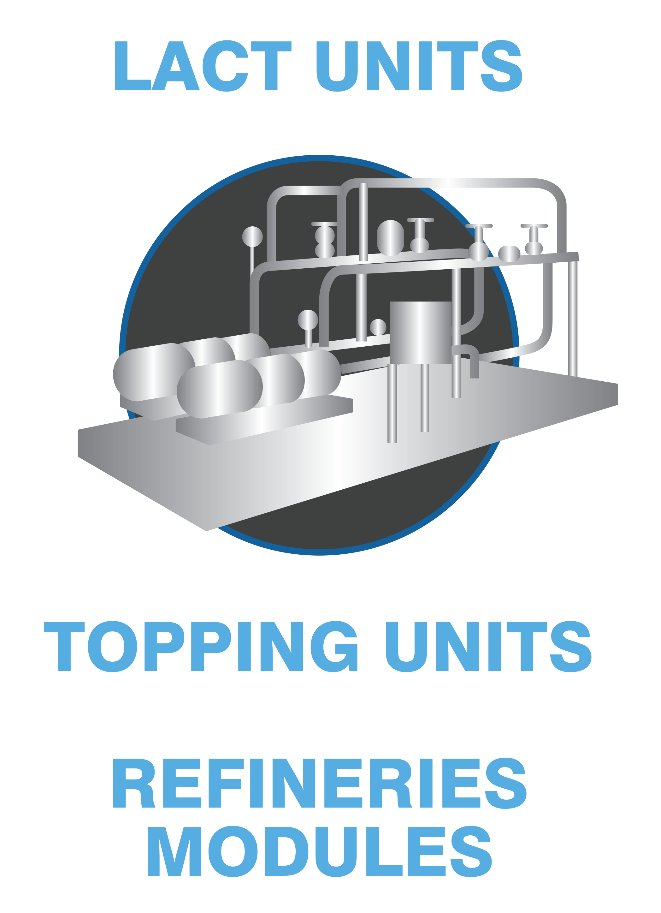 LACT UNITS
TOPPING UNITS
REFINERIES
MODULES